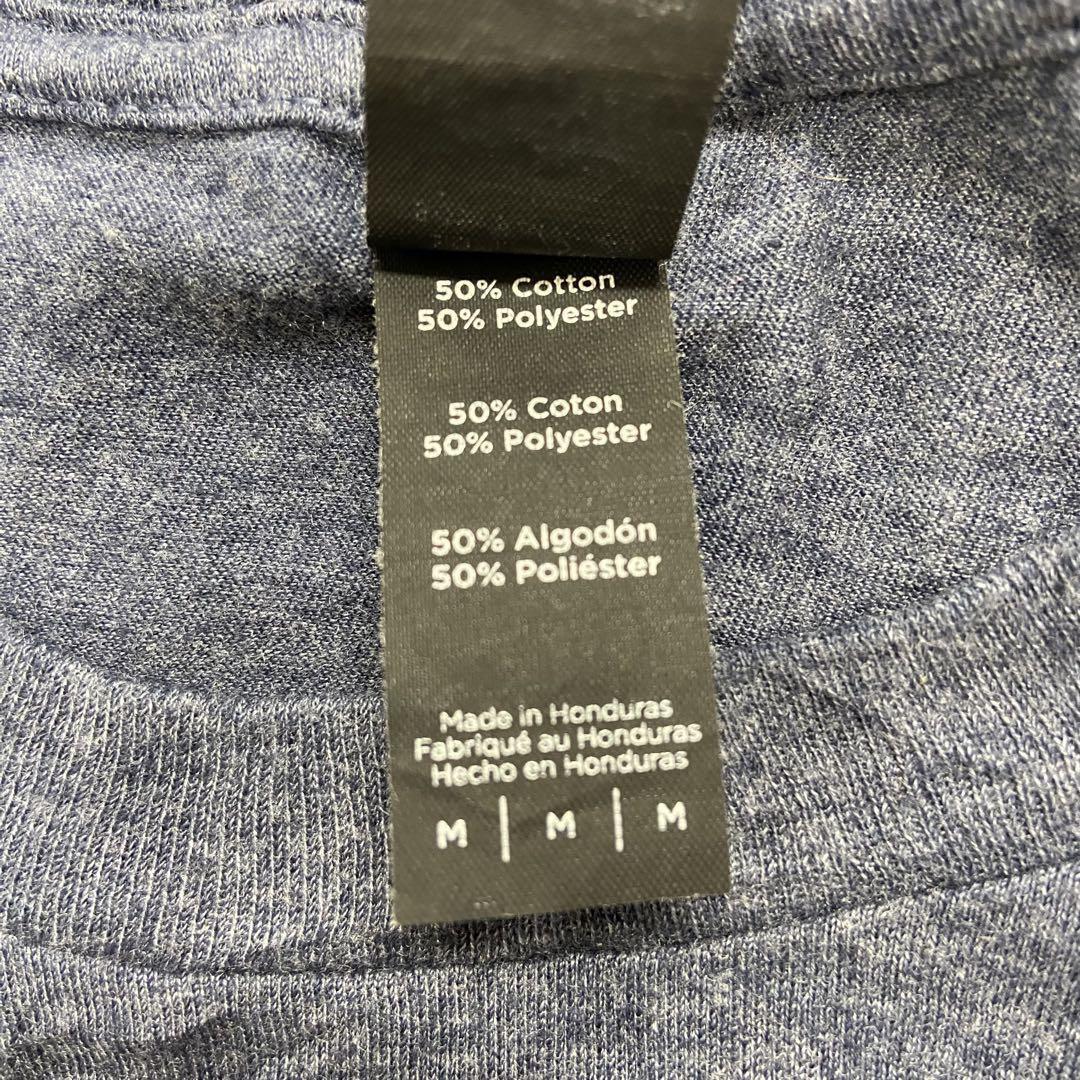 50% Cotton
50% Polyester
50% Coton
50% Polyester
50% Algodón
50% Poliéster
Made in Honduras
Fabriqué au Honduras
Hecho en Honduras
M | M | M